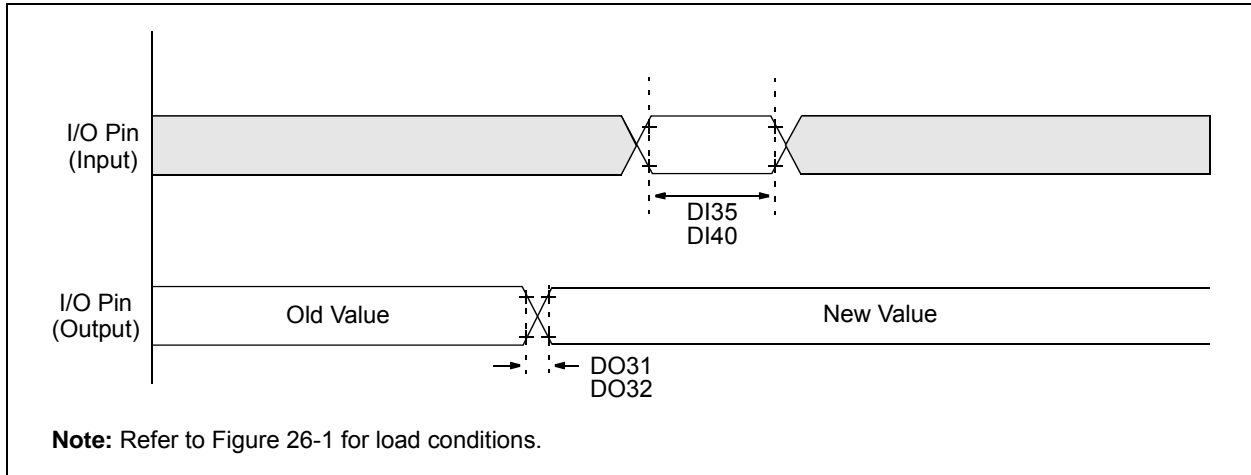 I/O Pin
(Input)
DI35
DI40
I/O Pin
(Output)
Old Value
New Value
DO31
DO32
Note: Refer to Figure 26-1 for load conditions.